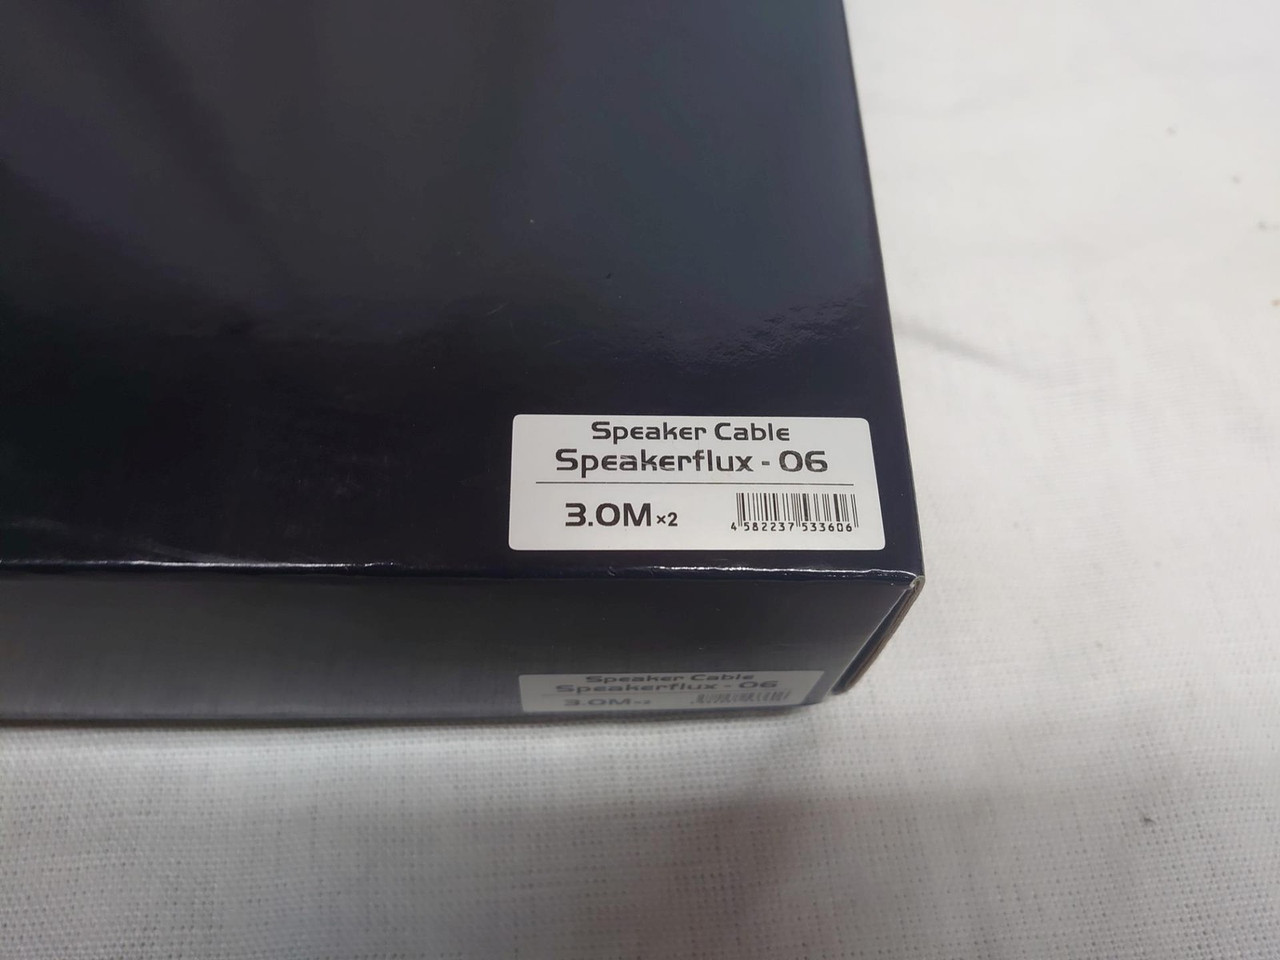 Speaker Cable
Speakerflux - 06
3.0M ×2
4 582237 533606
Speaker Cable
Speakerflux - 06
3.0M ×2